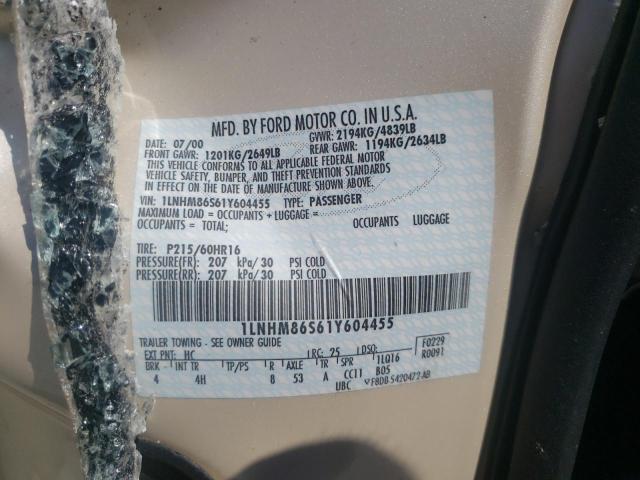 MFD. BY FORD MOTOR CO. IN U.S.A.
DATE: 07/00 GVWR: 2194KG/4839LB
FRONT GAWR: 1201KG/2649LB REAR GAWR: 1194KG/2634LB
THIS VEHICLE CONFORMS TO ALL APPLICABLE FEDERAL MOTOR
VEHICLE SAFETY, BUMPER, AND THEFT PREVENTION STANDARDS
IN EFFECT ON THE DATE OF MANUFACTURE SHOWN ABOVE.
VIN: 1LNHM86S61Y604455 TYPE: PASSENGER
MAXIMUM LOAD = OCCUPANTS + LUGGAGE =
OCCUPANTS = TOTAL; OCCUPANTS LUGGAGE
TIRE: P215/60HR16
PRESSURE(FR): 207 kPa/30 PSI COLD
PRESSURE(RR): 207 kPa/30 PSI COLD
1LNHM86S61Y604455
TRAILER TOWING - SEE OWNER GUIDE F0229
EXT PNT: HC RC: 25 DSO: R0091
BRK INT TR TP/PS R AXLE TR SPR 1LQ16
4 4H 8 53 A CC11 B05
UBC VF8DB-5420472AB